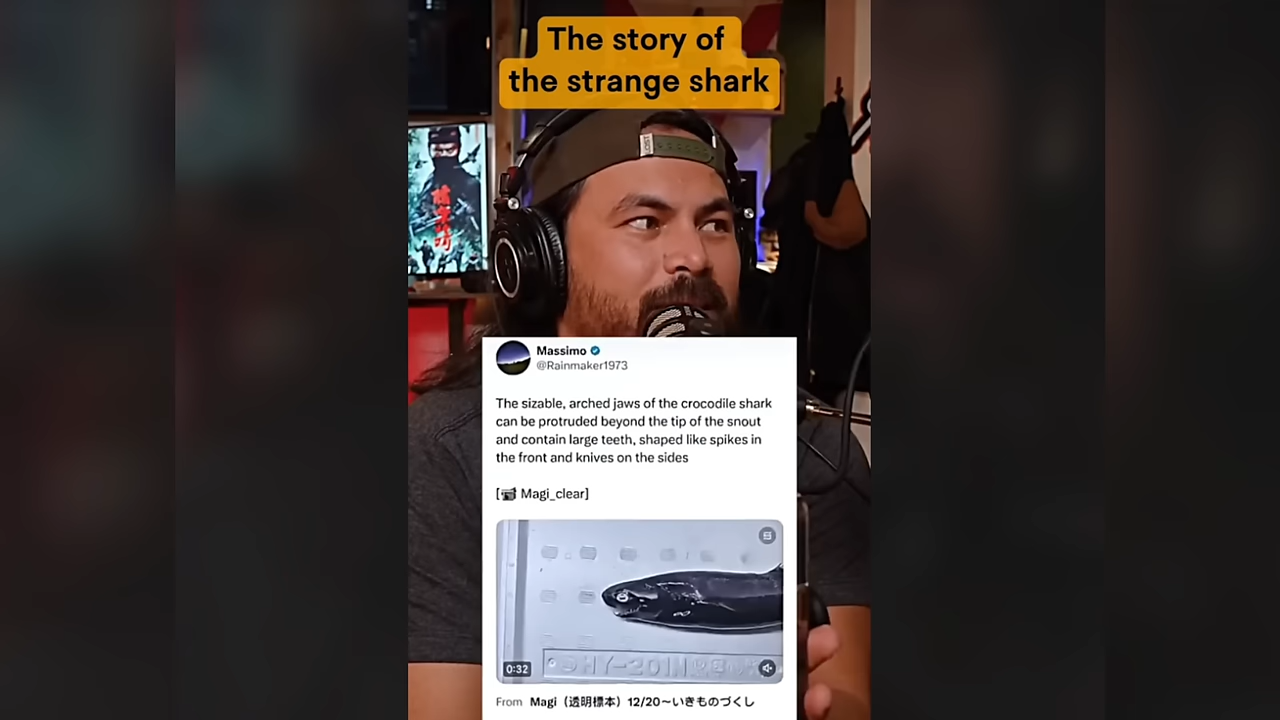 The story of
the strange shark
LOST
Massimo
@Rainmaker1973
The sizable, arched jaws of the crocodile shark
can be protruded beyond the tip of the snout
and contain large teeth, shaped like spikes in
the front and knives on the sides
[📹 Magi_clear]
0:32
From Magi（透明標本）12/20〜いきものづくし